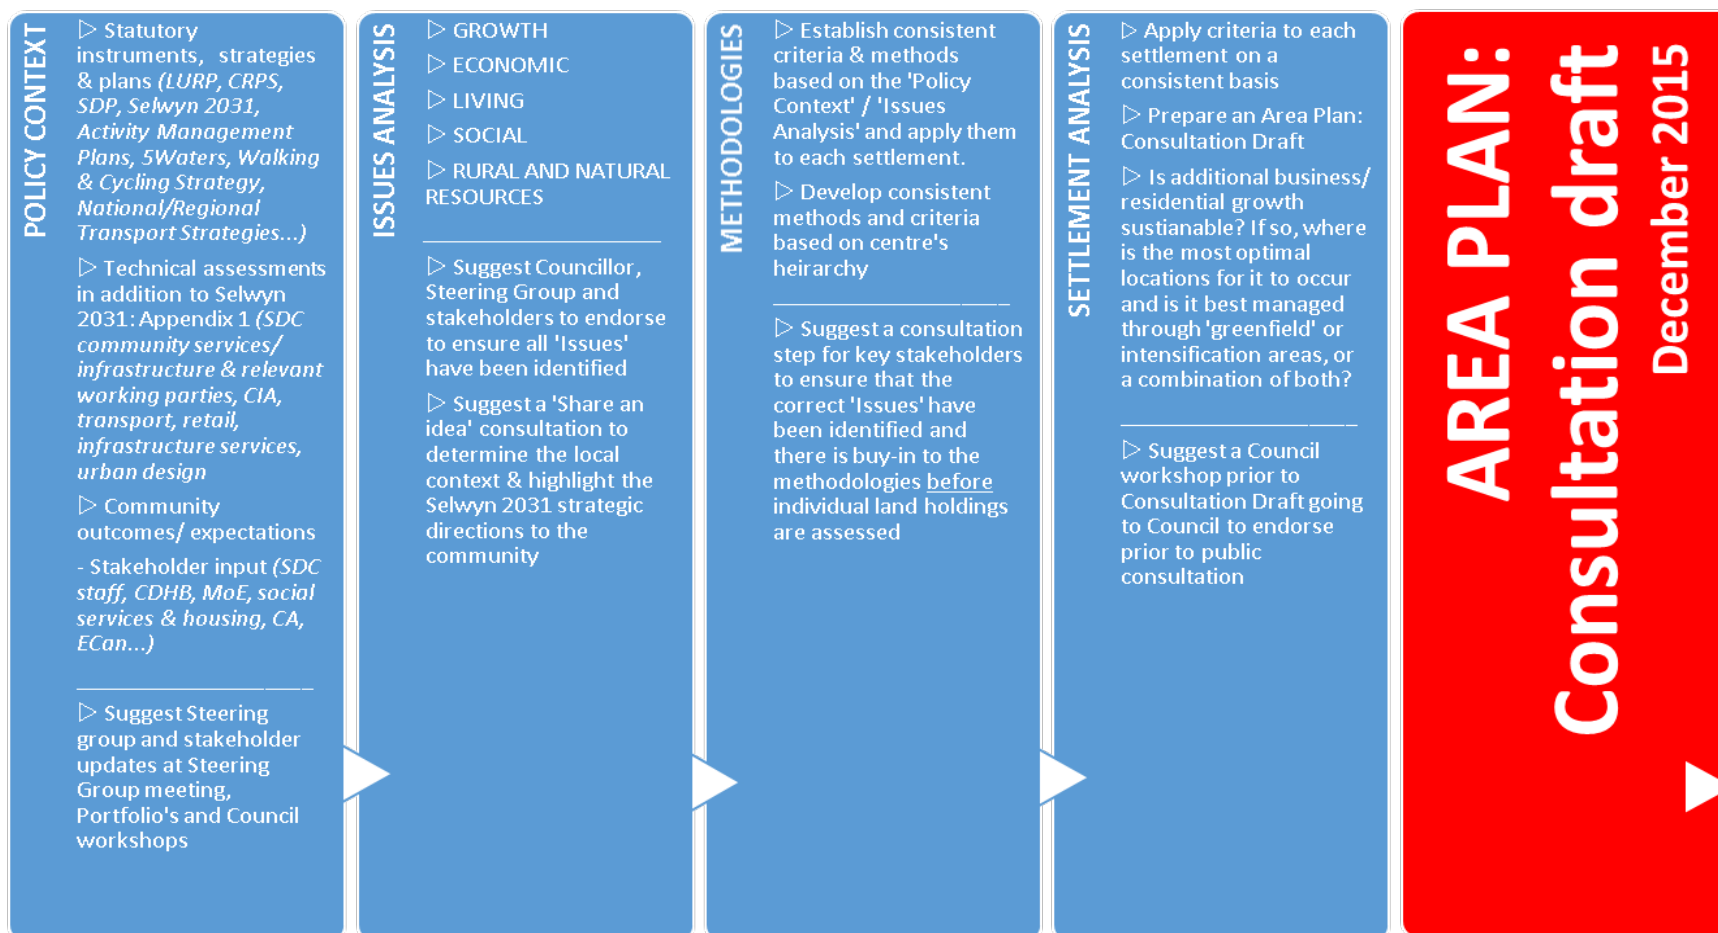 POLICY CONTEXT
▷ Statutory
instruments, strategies
& plans (LURP, CRPS,
SDP, Selwyn 2031,
Activity Management
Plans, 5Waters, Walking
& Cycling Strategy,
National/Regional
Transport Strategies...)
▷ Technical assessments
in addition to Selwyn
2031: Appendix 1 (SDC
community services/
infrastructure & relevant
working parties, CIA,
transport, retail,
infrastructure services,
urban design
▷ Community
outcomes/ expectations
- Stakeholder input (SDC
staff, CDHB, MoE, social
services & housing, CA,
ECan...)
▷ Suggest Steering
group and stakeholder
updates at Steering
Group meeting,
Portfolio's and Council
workshops
ISSUES ANALYSIS
▷ GROWTH
▷ ECONOMIC
▷ LIVING
▷ SOCIAL
▷ RURAL AND NATURAL
RESOURCES
▷ Suggest Councillor,
Steering Group and
stakeholders to endorse
to ensure all 'Issues'
have been identified
▷ Suggest a 'Share an
idea' consultation to
determine the local
context & highlight the
Selwyn 2031 strategic
directions to the
community
METHODOLOGIES
▷ Establish consistent
criteria & methods
based on the 'Policy
Context' / 'Issues
Analysis' and apply them
to each settlement.
▷ Develop consistent
methods and criteria
based on centre's
heirarchy
▷ Suggest a consultation
step for key stakeholders
to ensure that the
correct 'Issues' have
been identified and
there is buy-in to the
methodologies before
individual land holdings
are assessed
SETTLEMENT ANALYSIS
▷ Apply criteria to each
settlement on a
consistent basis
▷ Prepare an Area Plan:
Consultation Draft
▷ Is additional business/
residential growth
sustianable? If so, where
is the most optimal
locations for it to occur
and is it best managed
through 'greenfield' or
intensification areas, or
a combination of both?
▷ Suggest a Council
workshop prior to
Consultation Draft going
to Council to endorse
prior to public
consultation
AREA PLAN:
Consultation draft
December 2015